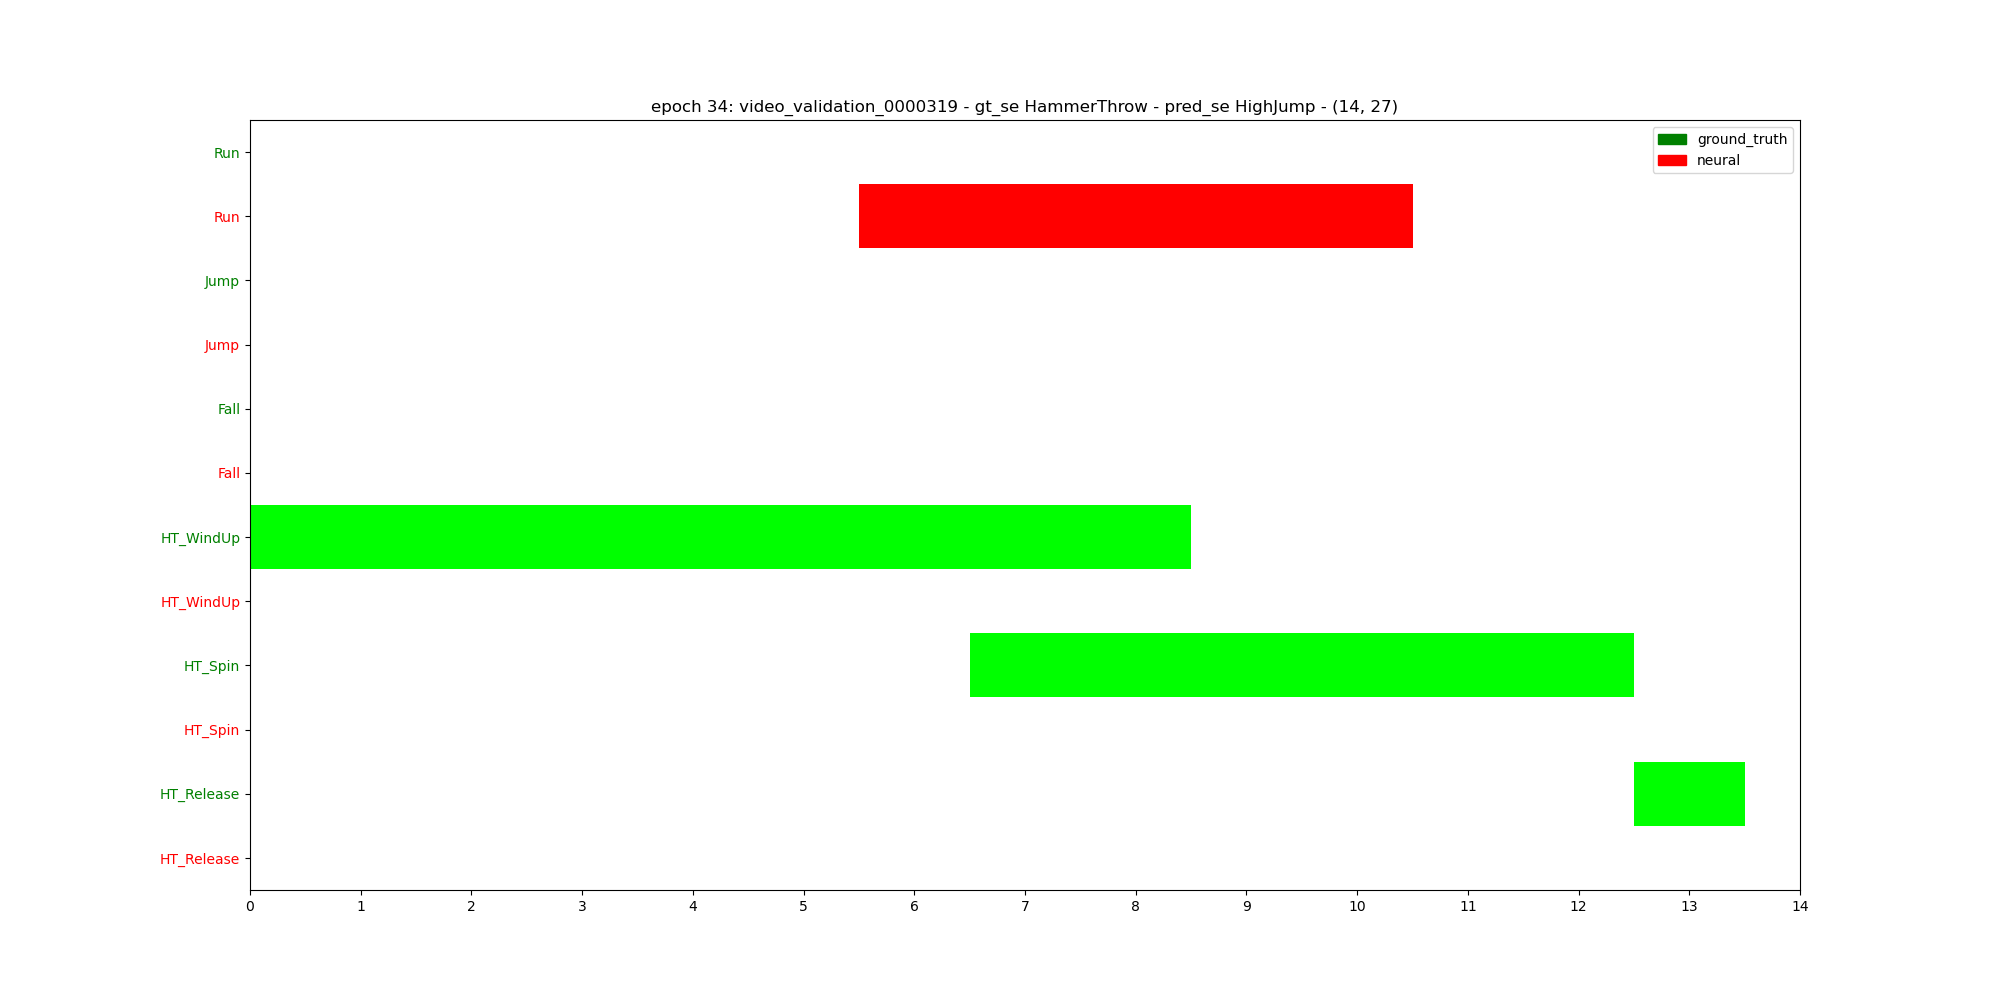 epoch 34: video_validation_0000319 - gt_se HammerThrow - pred_se HighJump - (14, 27)
ground_truth
neural
Run
Run
Jump
Jump
Fall
Fall
HT_WindUp
HT_WindUp
HT_Spin
HT_Spin
HT_Release
HT_Release
0 1 2 3 4 5 6 7 8 9 10 11 12 13 14